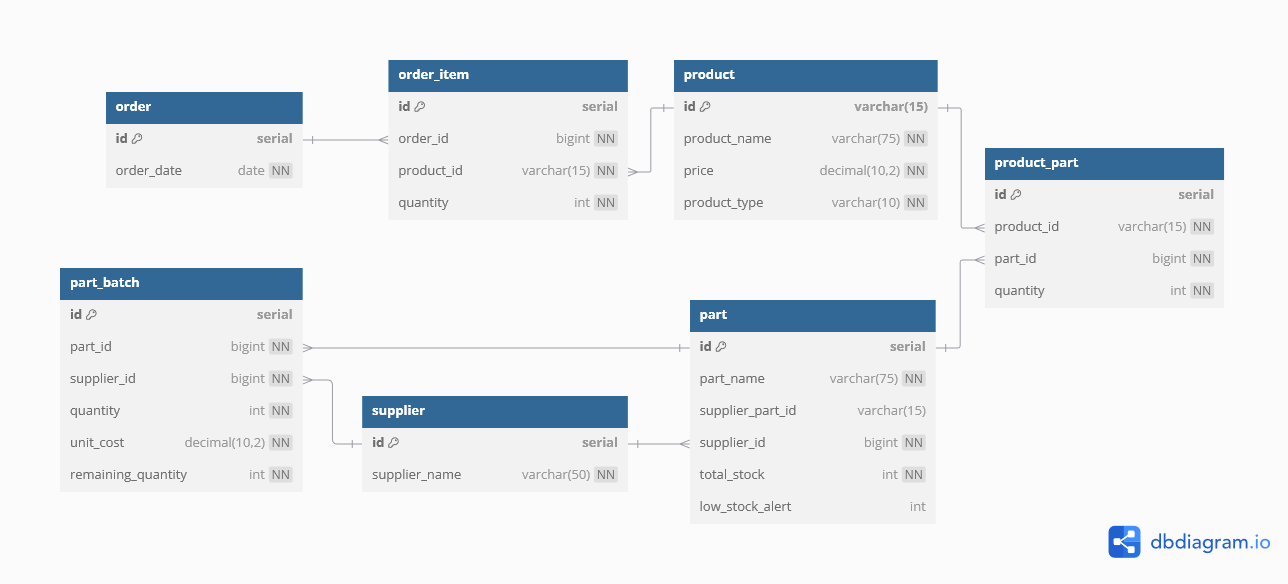 order
id serial
order_date date NN
order_item
id serial
order_id bigint NN
product_id varchar(15) NN
quantity int NN
product
id varchar(15)
product_name varchar(75) NN
price decimal(10,2) NN
product_type varchar(10) NN
product_part
id serial
product_id varchar(15) NN
part_id bigint NN
quantity int NN
part_batch
id serial
part_id bigint NN
supplier_id bigint NN
quantity int NN
unit_cost decimal(10,2) NN
remaining_quantity int NN
supplier
id serial
supplier_name varchar(50) NN
part
id serial
part_name varchar(75) NN
supplier_part_id varchar(15)
supplier_id bigint NN
total_stock int NN
low_stock_alert int
dbdiagram.io